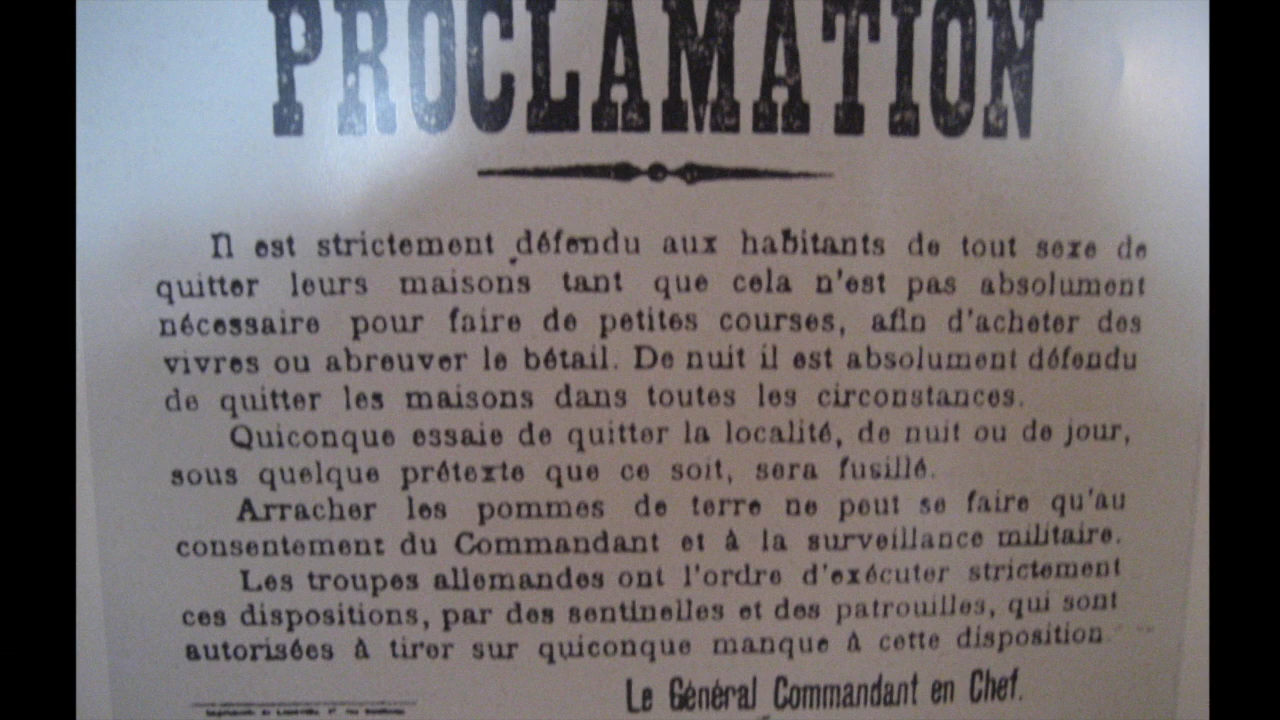 PROCLAMATION
Il est strictement défendu aux habitants de tout sexe de
quitter leurs maisons tant que cela n'est pas absolument
nécessaire pour faire de petites courses, afin d'acheter des
vivres ou abreuver le bétail. De nuit il est absolument défendu
de quitter les maisons dans toutes les circonstances.
Quiconque essaie de quitter la localité, de nuit ou de jour,
sous quelque prétexte que ce soit, sera fusillé.
Arracher les pommes de terre ne peut se faire qu'au
consentement du Commandant et à la surveillance militaire.
Les troupes allemandes ont l'ordre d'exécuter strictement
ces dispositions, par des sentinelles et des patrouilles, qui sont
autorisées à tirer sur quiconque manque à cette disposition.
Le Général Commandant en Chef.